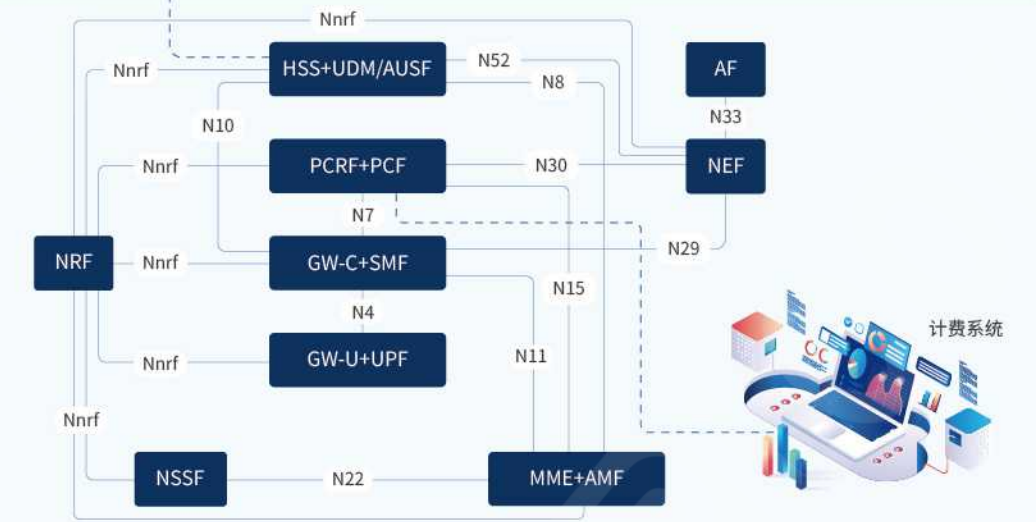 Nnrf
HSS+UDM/AUSF
N52
AF
Nnrf
N8
N33
N10
PCRF+PCF
N30
NEF
Nnrf
N7
N29
NRF
Nnrf
GW-C+SMF
N15
N4
计费系统
GW-U+UPF
N11
Nnrf
Nnrf
NSSF
N22
MME+AMF